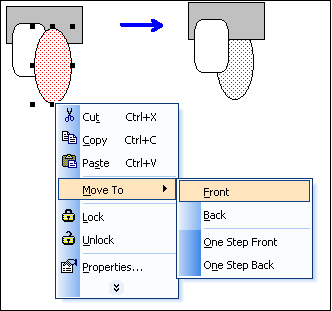 Cut Ctrl+X
Copy Ctrl+C
Paste Ctrl+V
Move To
Front
Lock
Back
Unlock
One Step Front
Properties...
One Step Back